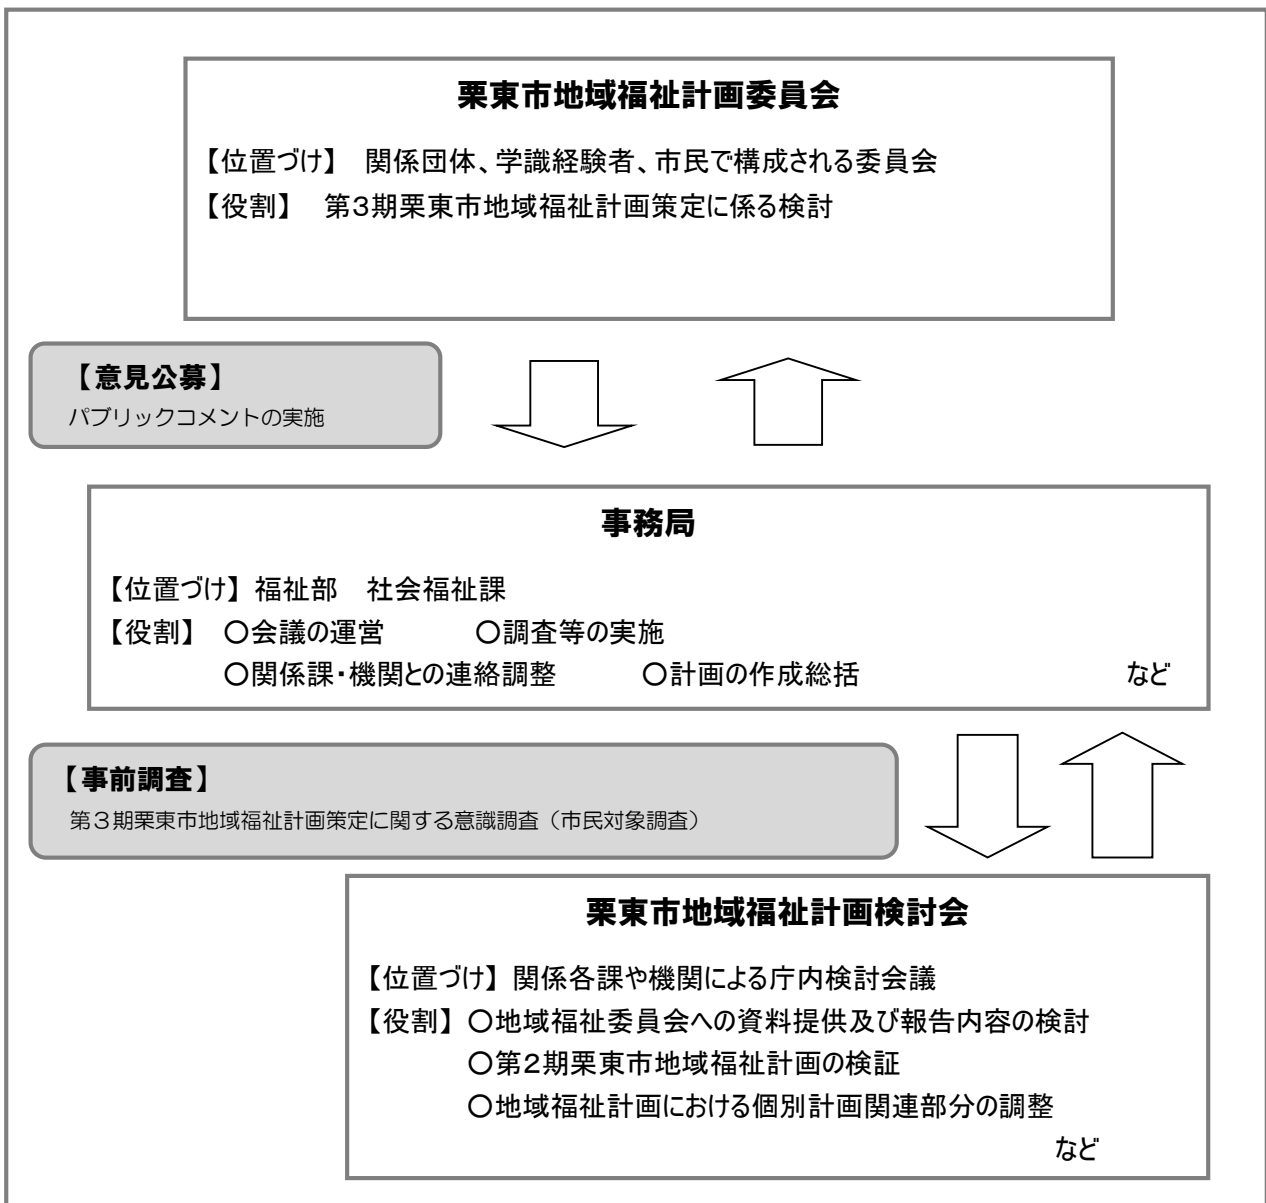 栗東市地域福祉計画委員会
【位置づけ】　関係団体、学識経験者、市民で構成される委員会
【役割】　第3期栗東市地域福祉計画策定に係る検討
【意見公募】
パブリックコメントの実施
事務局
【位置づけ】福祉部　社会福祉課
【役割】　〇会議の運営　　　〇調査等の実施
〇関係課・機関との連絡調整　　　〇計画の作成総括　　　　　　　　　など
【事前調査】
第３期栗東市地域福祉計画策定に関する意識調査（市民対象調査）
栗東市地域福祉計画検討会
【位置づけ】関係各課や機関による庁内検討会議
【役割】〇地域福祉委員会への資料提供及び報告内容の検討
〇第2期栗東市地域福祉計画の検証
〇地域福祉計画における個別計画関連部分の調整
など